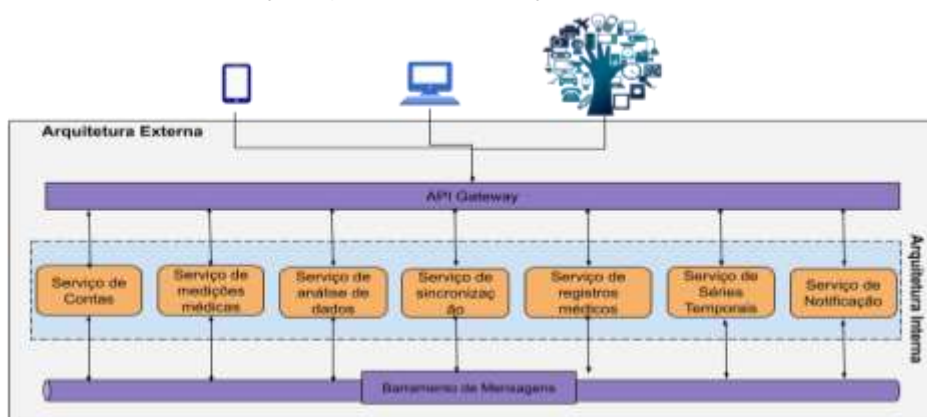 Arquitetura Externa
API Gateway
Serviço de
Contas
Serviço de
medições
médicas
Serviço de
análise de
dados
Serviço de
sincronizaç
ão
Serviço de
registros
médicos
Serviço de
Séries
Temporais
Serviço de
Notificação
Arquitetura Interna
Barramento de Mensagens